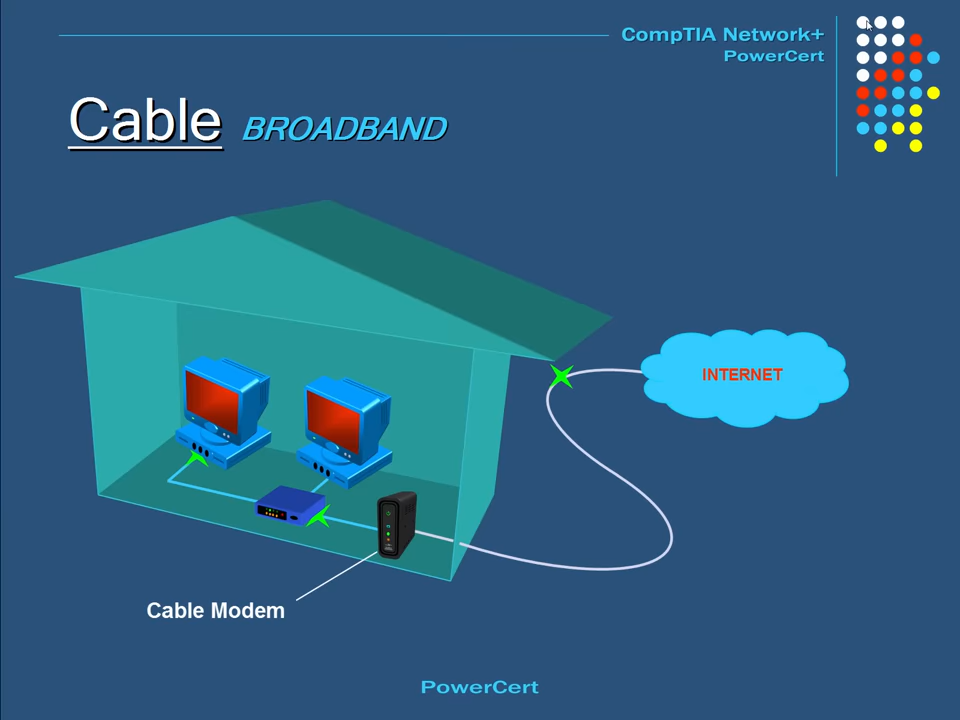 CompTIA Network+
PowerCert
Cable BROADBAND
INTERNET
Cable Modem
PowerCert